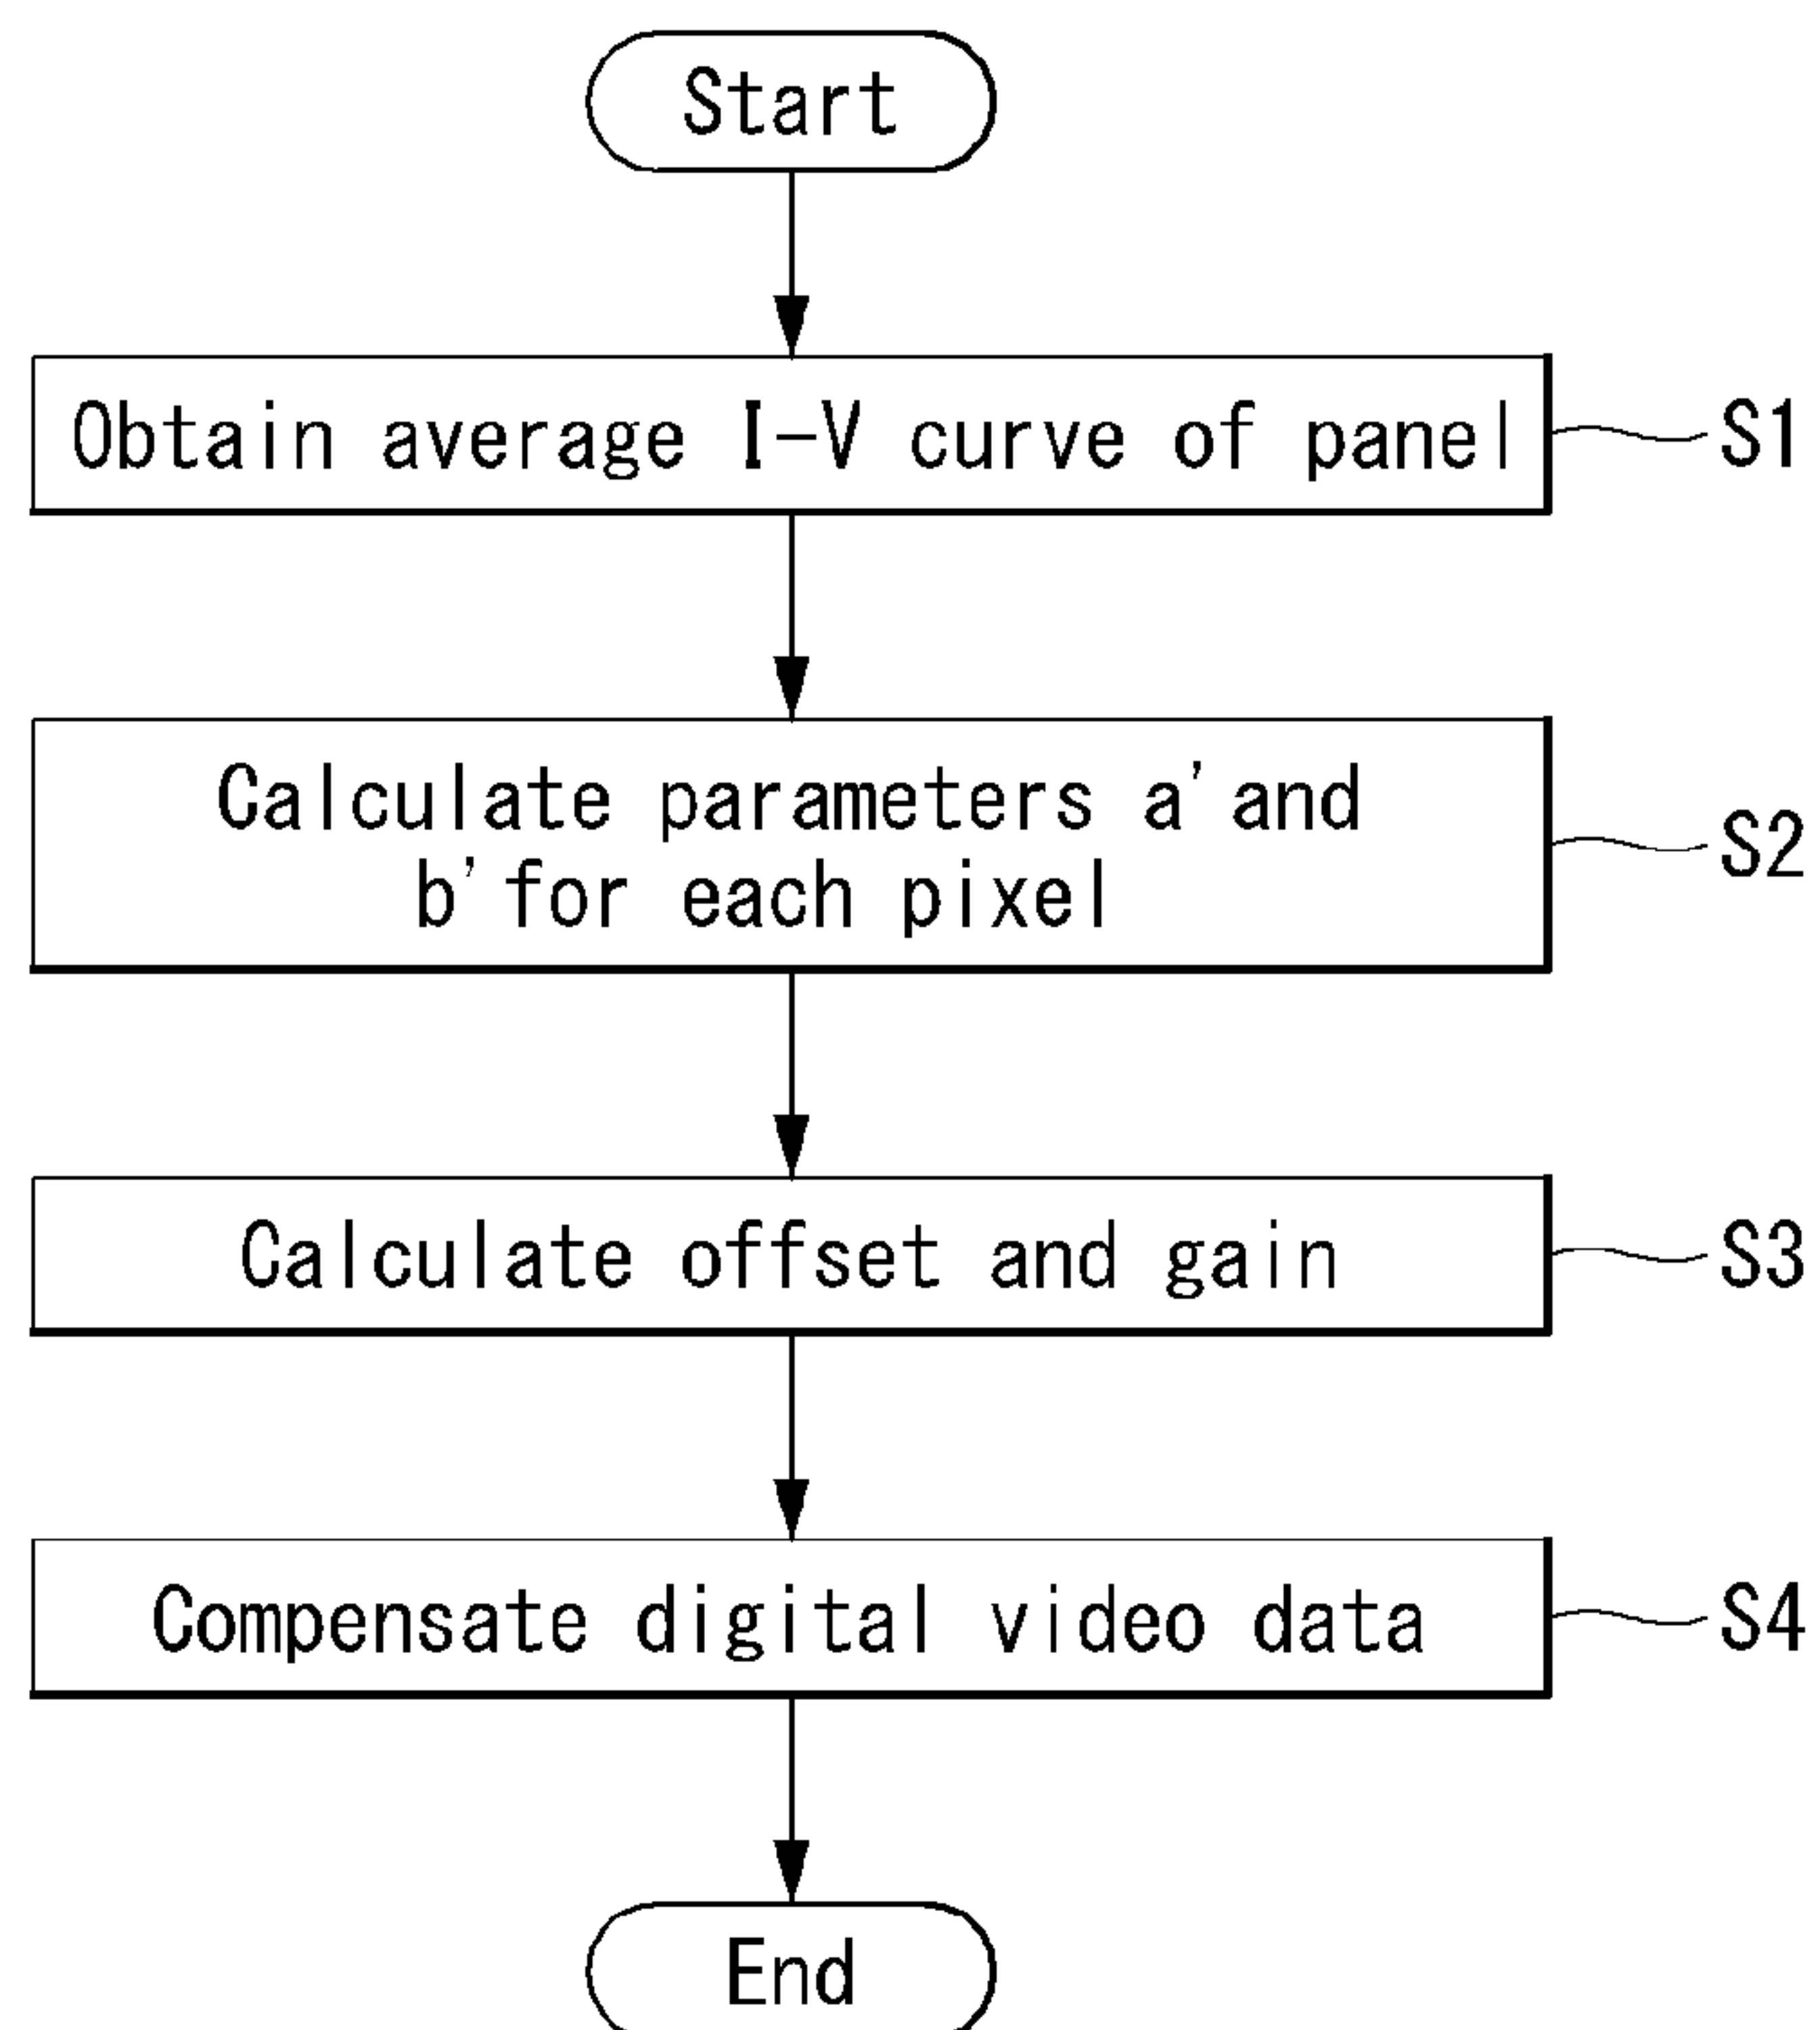 Start
Obtain average I-V curve of panel
S1
Calculate parameters a' and
b' for each pixel
S2
Calculate offset and gain
S3
Compensate digital video data
S4
End